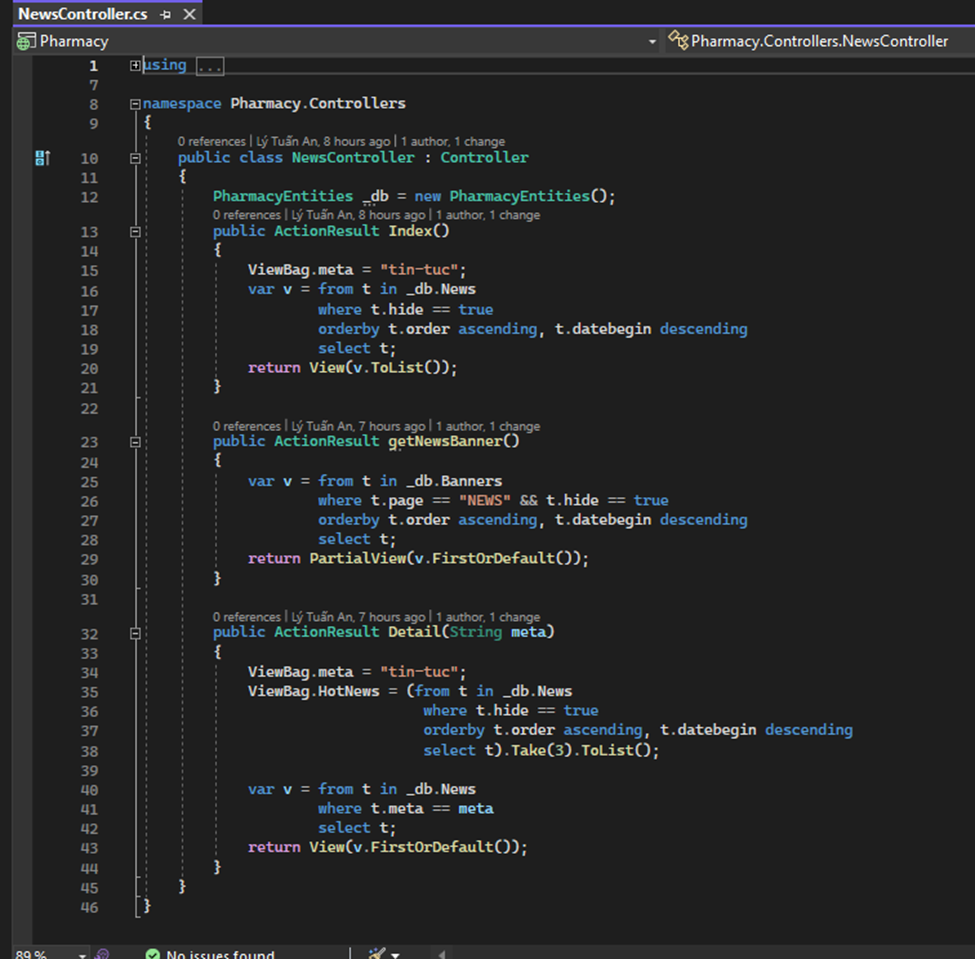 NewsController.cs
Pharmacy
Pharmacy.Controllers.NewsController
1 using ...
7
8 namespace Pharmacy.Controllers
9 {
0 references | Lý Tuấn An, 8 hours ago | 1 author, 1 change
10 public class NewsController : Controller
11 {
12 PharmacyEntities _db = new PharmacyEntities();
0 references | Lý Tuấn An, 8 hours ago | 1 author, 1 change
13 public ActionResult Index()
14 {
15 ViewBag.meta = "tin-tuc";
16 var v = from t in _db.News
17 where t.hide == true
18 orderby t.order ascending, t.datebegin descending
19 select t;
20 return View(v.ToList());
21 }
22
0 references | Lý Tuấn An, 7 hours ago | 1 author, 1 change
23 public ActionResult getNewsBanner()
24 {
25 var v = from t in _db.Banners
26 where t.page == "NEWS" && t.hide == true
27 orderby t.order ascending, t.datebegin descending
28 select t;
29 return PartialView(v.FirstOrDefault());
30 }
31
0 references | Lý Tuấn An, 7 hours ago | 1 author, 1 change
32 public ActionResult Detail(String meta)
33 {
34 ViewBag.meta = "tin-tuc";
35 ViewBag.HotNews = (from t in _db.News
36 where t.hide == true
37 orderby t.order ascending, t.datebegin descending
38 select t).Take(3).ToList();
39
40 var v = from t in _db.News
41 where t.meta == meta
42 select t;
43 return View(v.FirstOrDefault());
44 }
45 }
46 }
89 % No issues found